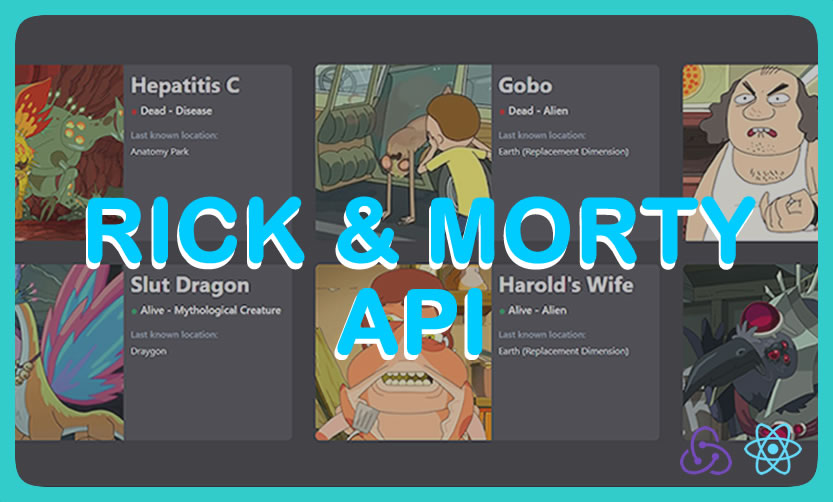 Hepatitis C
Dead - Disease
Last known location:
Anatomy Park
Gobo
Dead - Alien
Last known location:
Earth (Replacement Dimension)
RICK & MORTY
API
Slut Dragon
Alive - Mythological Creature
Last known location:
Draygon
Harold's Wife
Alive - Alien
Last known location:
Earth (Replacement Dimension)